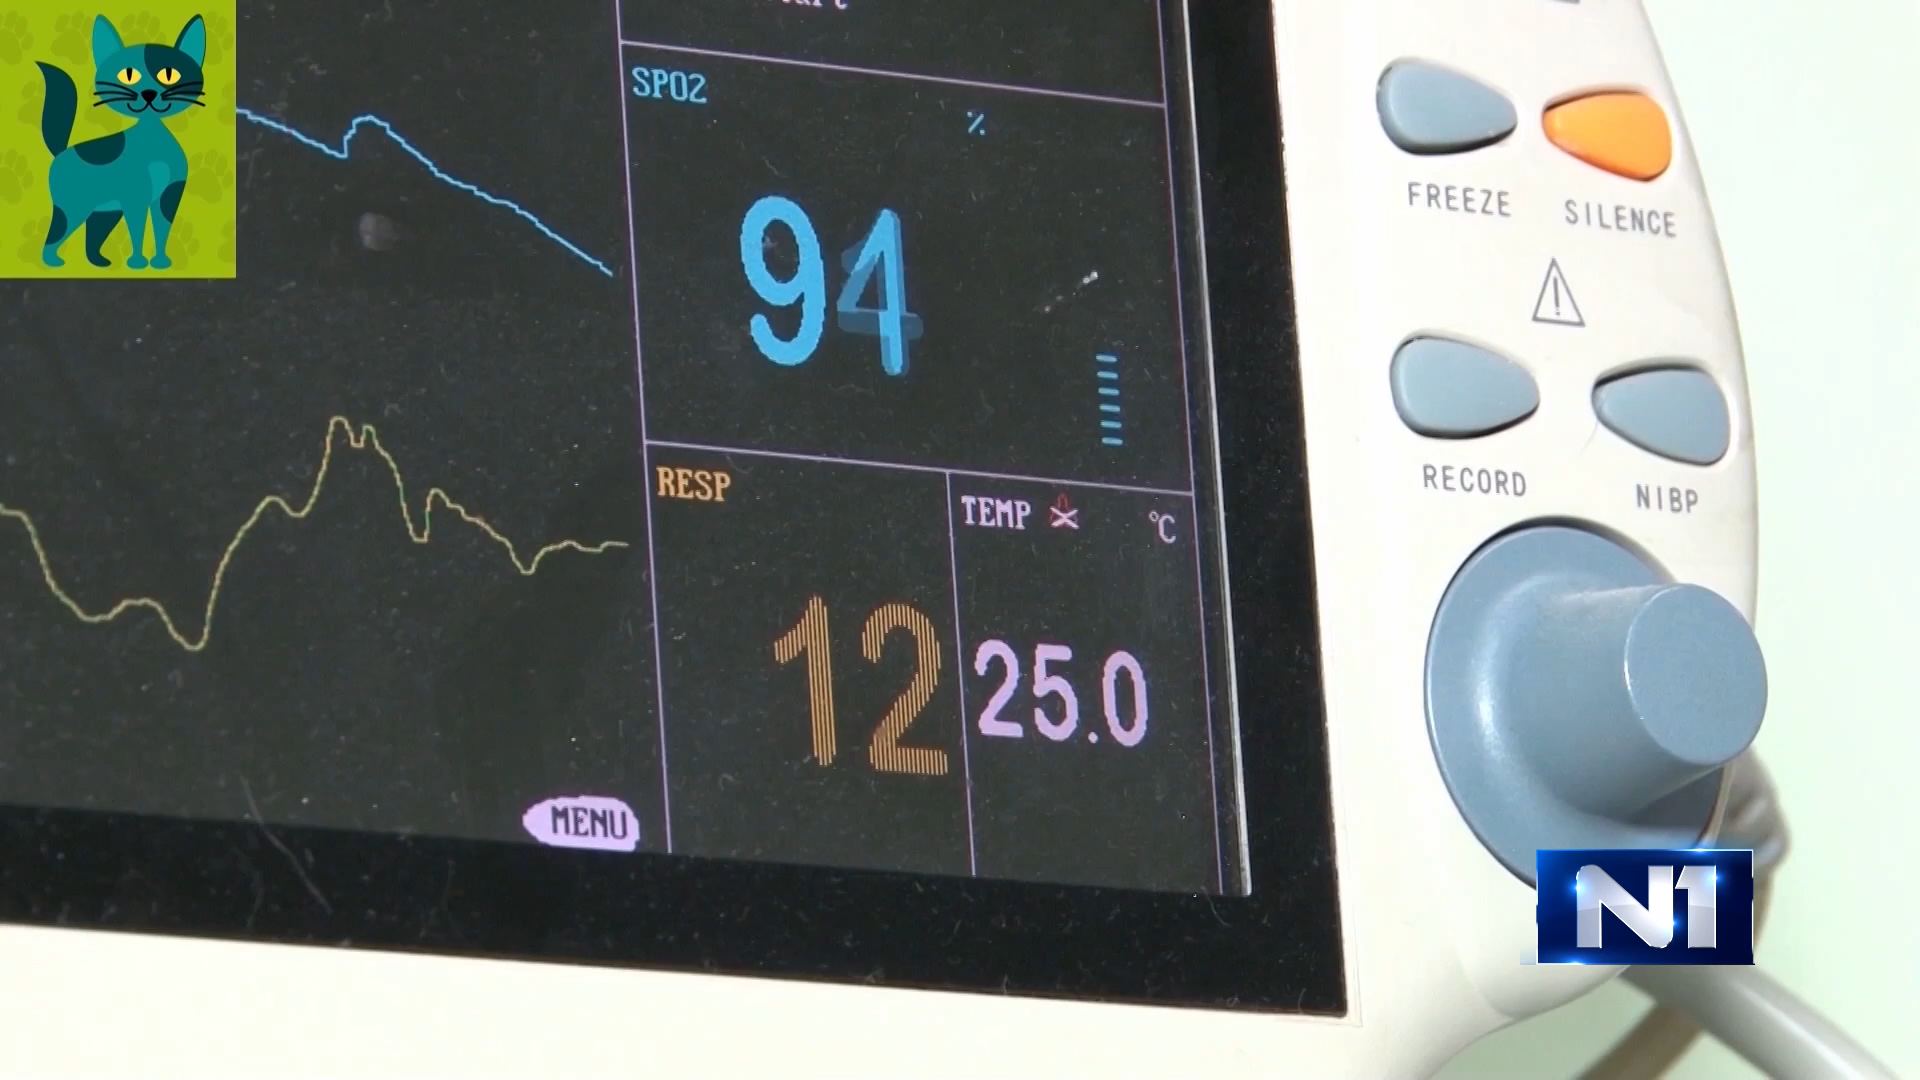 SPO2
%
94
RESP
12
TEMP
°C
25.0
MENU
FREEZE
SILENCE
RECORD
NIBP
N1